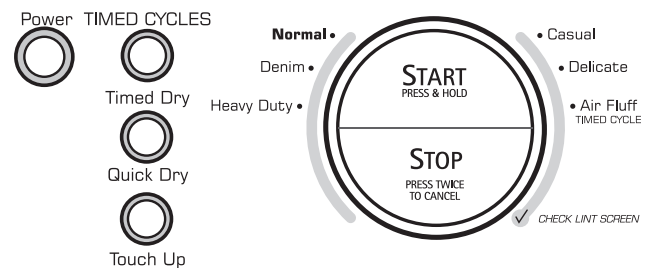 Power
TIMED CYCLES
Timed Dry
Quick Dry
Touch Up
Normal
Denim
Heavy Duty
START
PRESS & HOLD
STOP
PRESS TWICE
TO CANCEL
Casual
Delicate
Air Fluff
TIMED CYCLE
CHECK LINT SCREEN